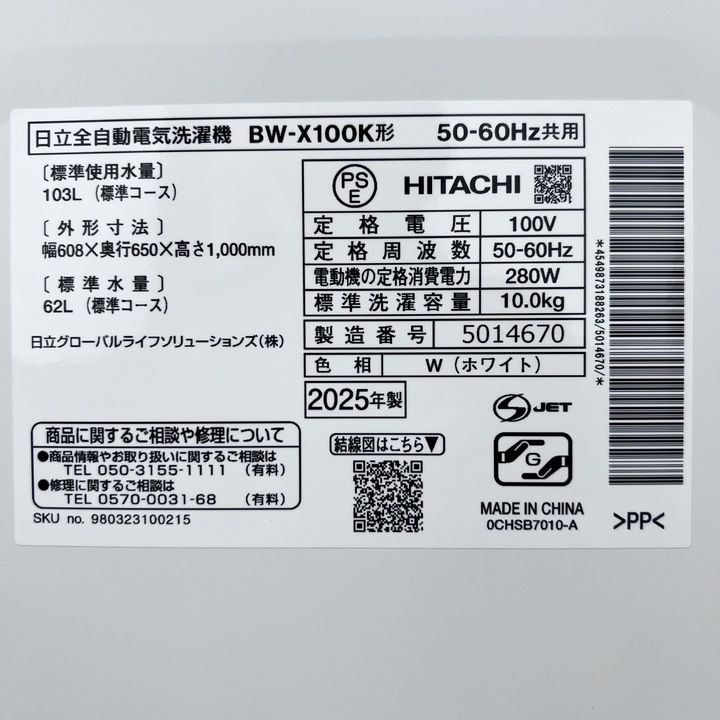 日立全自動電気洗濯機 BW-X100K形 50-60Hz共用
［標準使用水量］
103L（標準コース）
［外形寸法］
幅608×奥行650×高さ1,000mm
［標準水量］
62L（標準コース）
日立グローバルライフソリューションズ（株）
PS
E
HITACHI
定格電圧 100V
定格周波数 50-60Hz
電動機の定格消費電力 280W
標準洗濯容量 10.0kg
製造番号 5014670
色相 W（ホワイト）
2025年製
商品に関するご相談や修理について
●商品情報やお取り扱いに関するご相談は
TEL 050-3155-1111（有料）
●修理に関するご相談は
TEL 0570-0031-68（有料）
SKU no. 980323100215
結線図はこちら▼
S JET
G
MADE IN CHINA
0CHSB7010-A
*4549873188263/5014670/*
>PP<